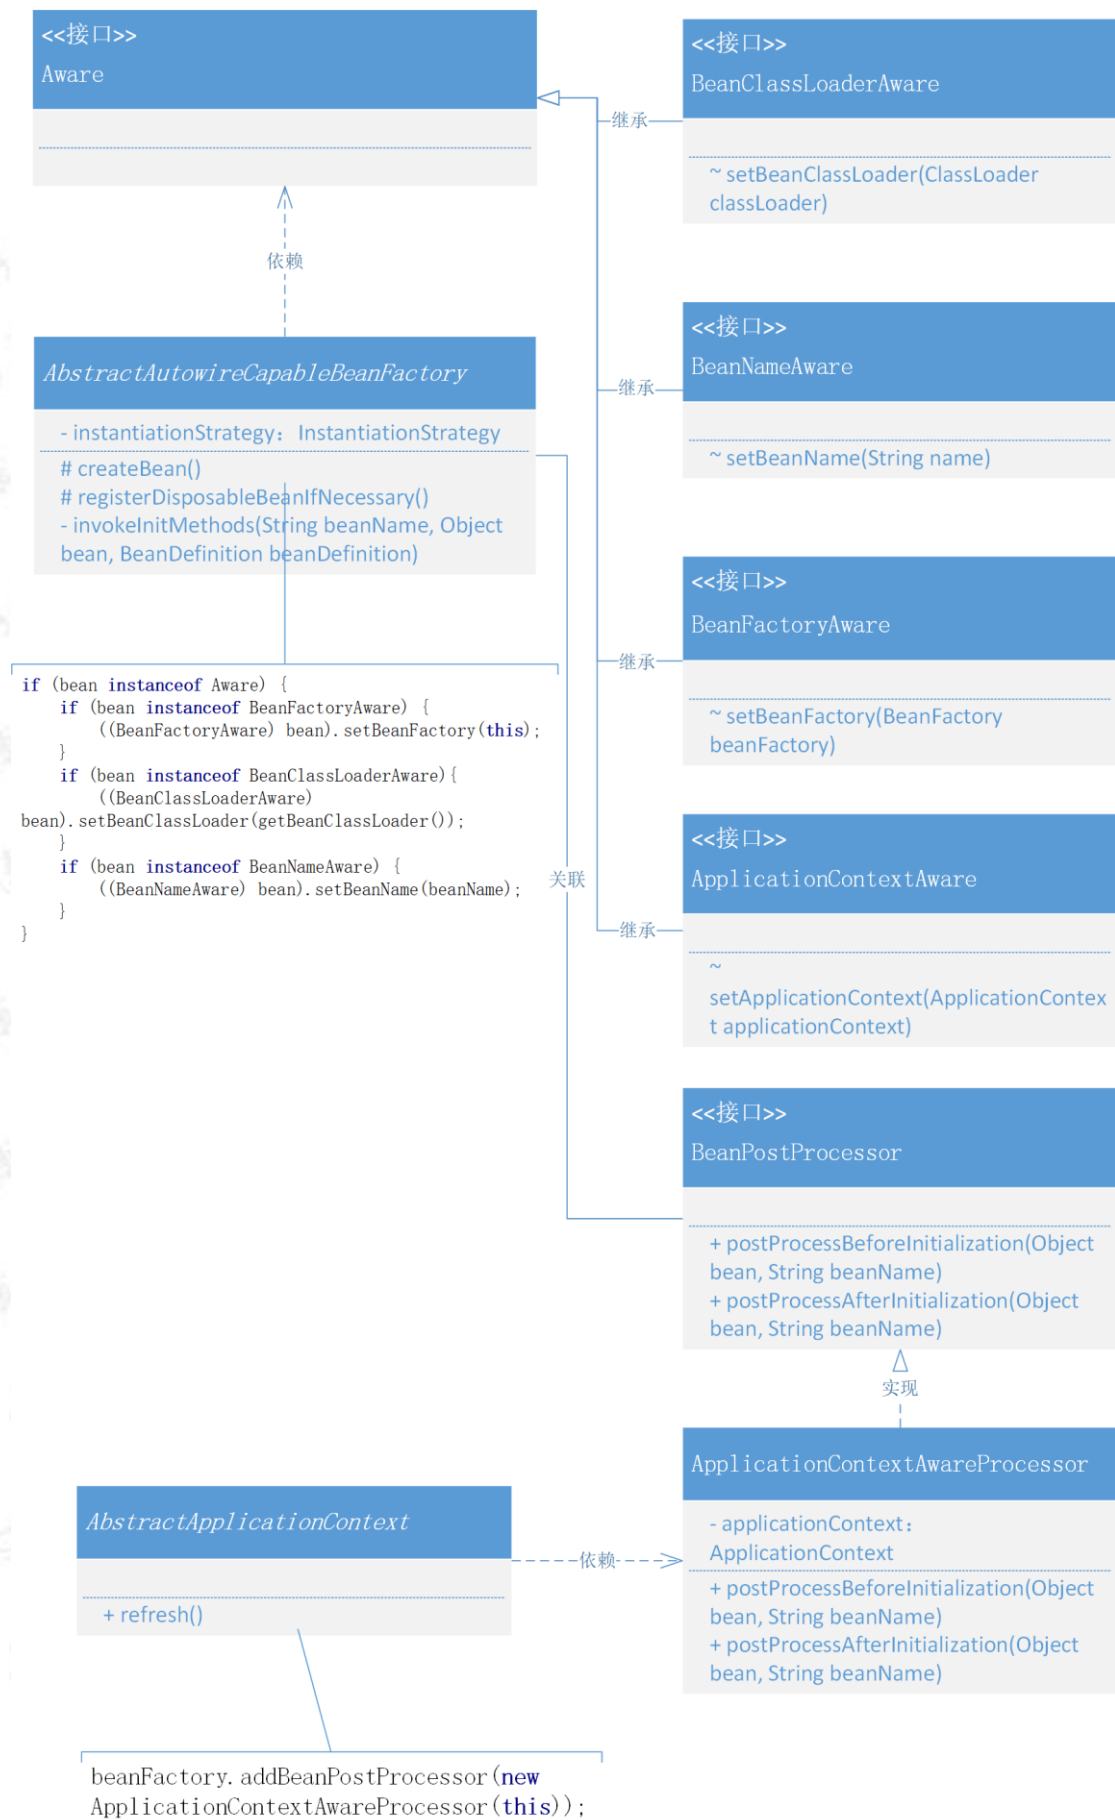 <<接口>>
Aware
依赖
AbstractAutowireCapableBeanFactory
- instantiationStrategy：InstantiationStrategy
# createBean()
# registerDisposableBeanIfNecessary()
- invokeInitMethods(String beanName, Object
bean, BeanDefinition beanDefinition)
if (bean instanceof Aware) {
if (bean instanceof BeanFactoryAware) {
((BeanFactoryAware) bean).setBeanFactory(this);
}
if (bean instanceof BeanClassLoaderAware){
((BeanClassLoaderAware)
bean).setBeanClassLoader(getBeanClassLoader());
}
if (bean instanceof BeanNameAware) {
((BeanNameAware) bean).setBeanName(beanName);
}
}
<<接口>>
BeanClassLoaderAware
~ setBeanClassLoader(ClassLoader
classLoader)
继承
<<接口>>
BeanNameAware
~ setBeanName(String name)
继承
<<接口>>
BeanFactoryAware
~ setBeanFactory(BeanFactory
beanFactory)
继承
<<接口>>
ApplicationContextAware
~
setApplicationContext(ApplicationContex
t applicationContext)
继承
关联
<<接口>>
BeanPostProcessor
+ postProcessBeforeInitialization(Object
bean, String beanName)
+ postProcessAfterInitialization(Object
bean, String beanName)
实现
ApplicationContextAwareProcessor
- applicationContext：
ApplicationContext
+ postProcessBeforeInitialization(Object
bean, String beanName)
+ postProcessAfterInitialization(Object
bean, String beanName)
AbstractApplicationContext
+ refresh()
依赖
beanFactory.addBeanPostProcessor(new
ApplicationContextAwareProcessor(this));